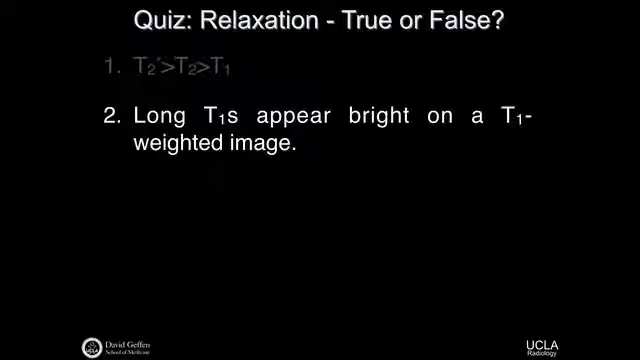 Quiz: Relaxation - True or False?
1. T₂*>T₂>T₁
2. Long T₁s appear bright on a T₁-
weighted image.
UCLA
David Geffen
School of Medicine
UCLA
Radiology